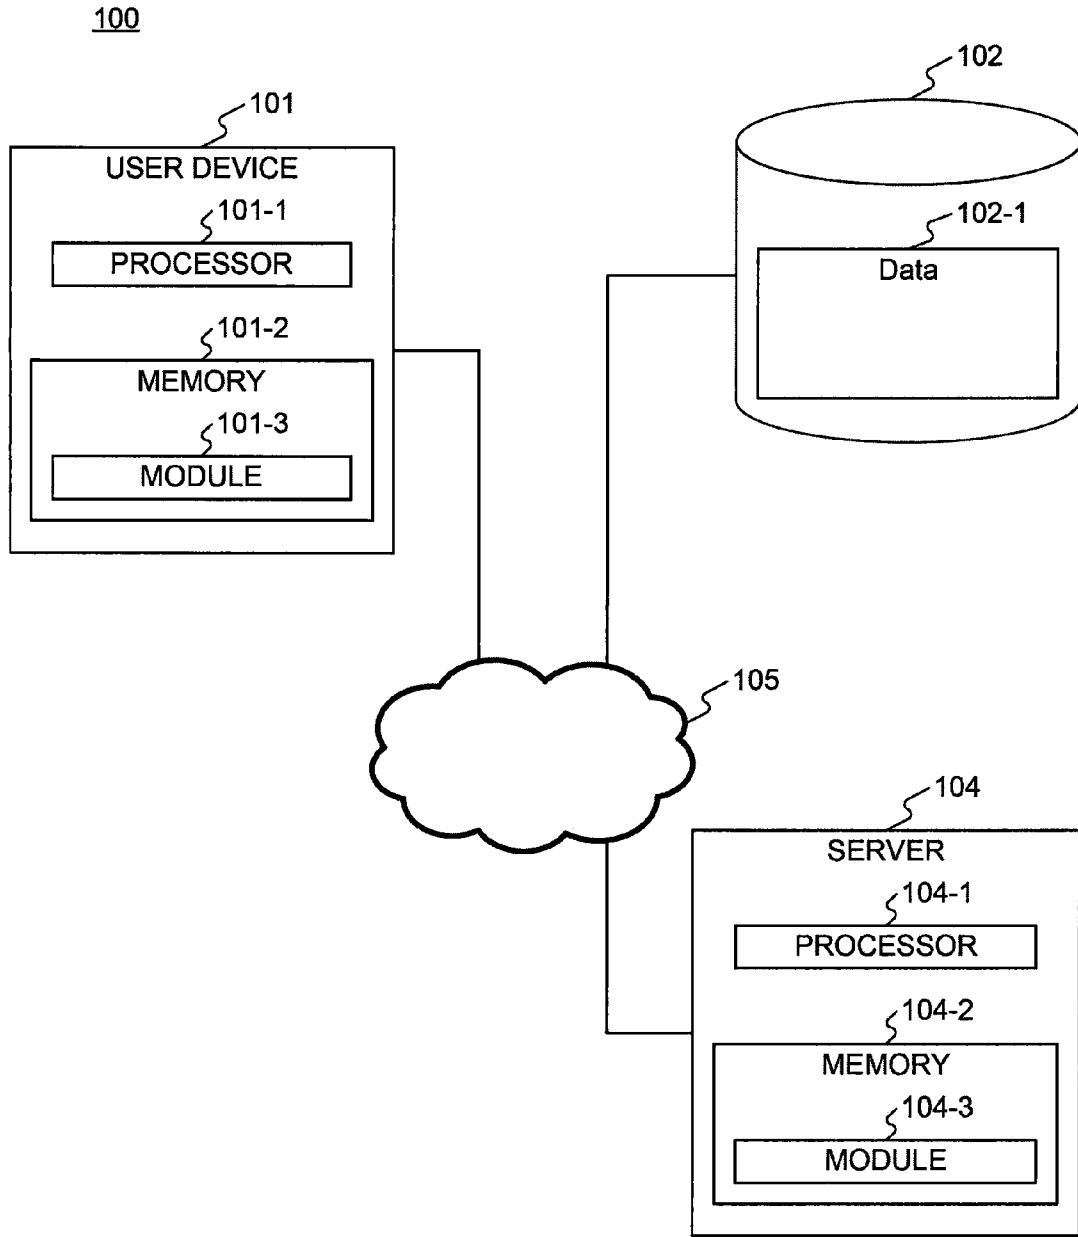 100
101
USER DEVICE
101-1
PROCESSOR
101-2
MEMORY
101-3
MODULE
102
102-1
Data
105
104
SERVER
104-1
PROCESSOR
104-2
MEMORY
104-3
MODULE